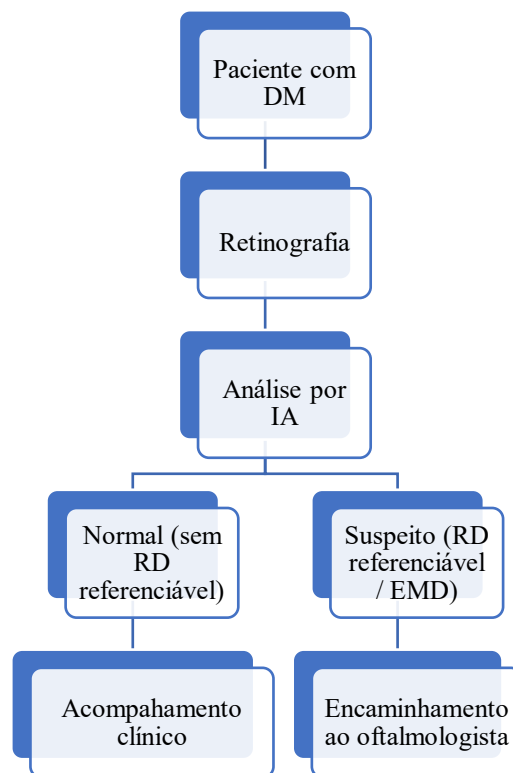 Paciente com
DM
Retinografia
Análise por
IA
Normal (sem
RD
referenciável)
Suspeito (RD
referenciável
/ EMD)
Acompahamento
clínico
Encaminhamento
ao oftalmologista